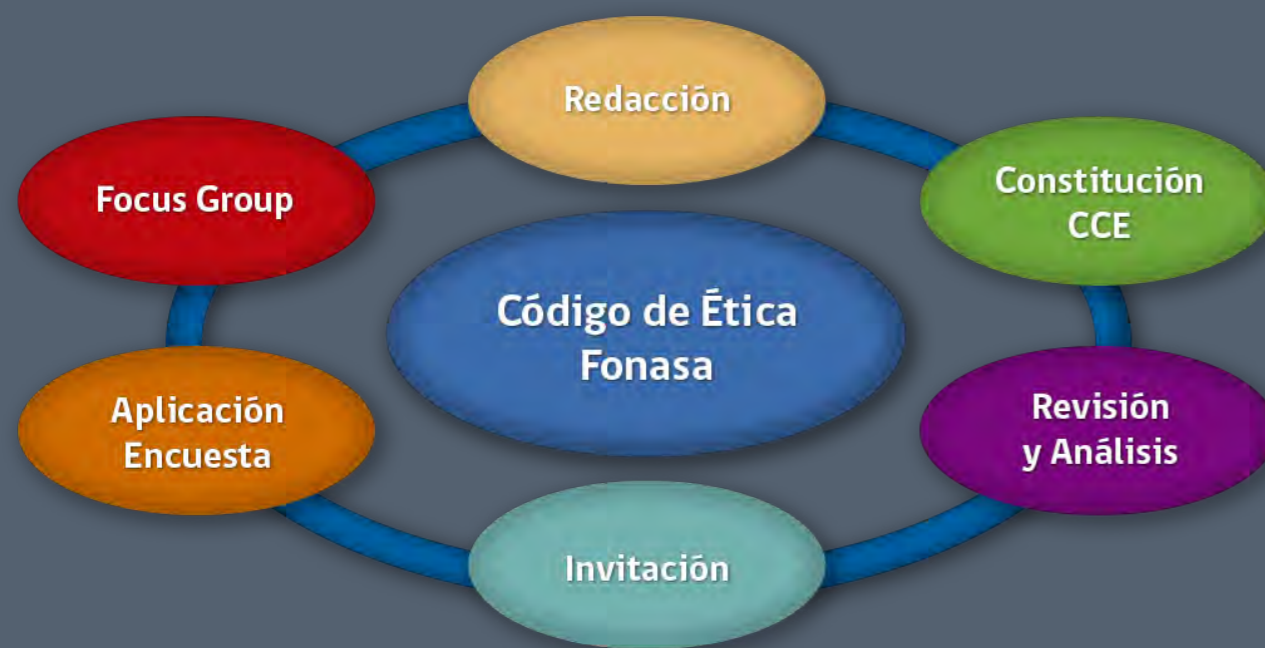 Redacción
Focus Group
Constitución
CCE
Código de Ética
Fonasa
Aplicación
Encuesta
Revisión
y Análisis
Invitación